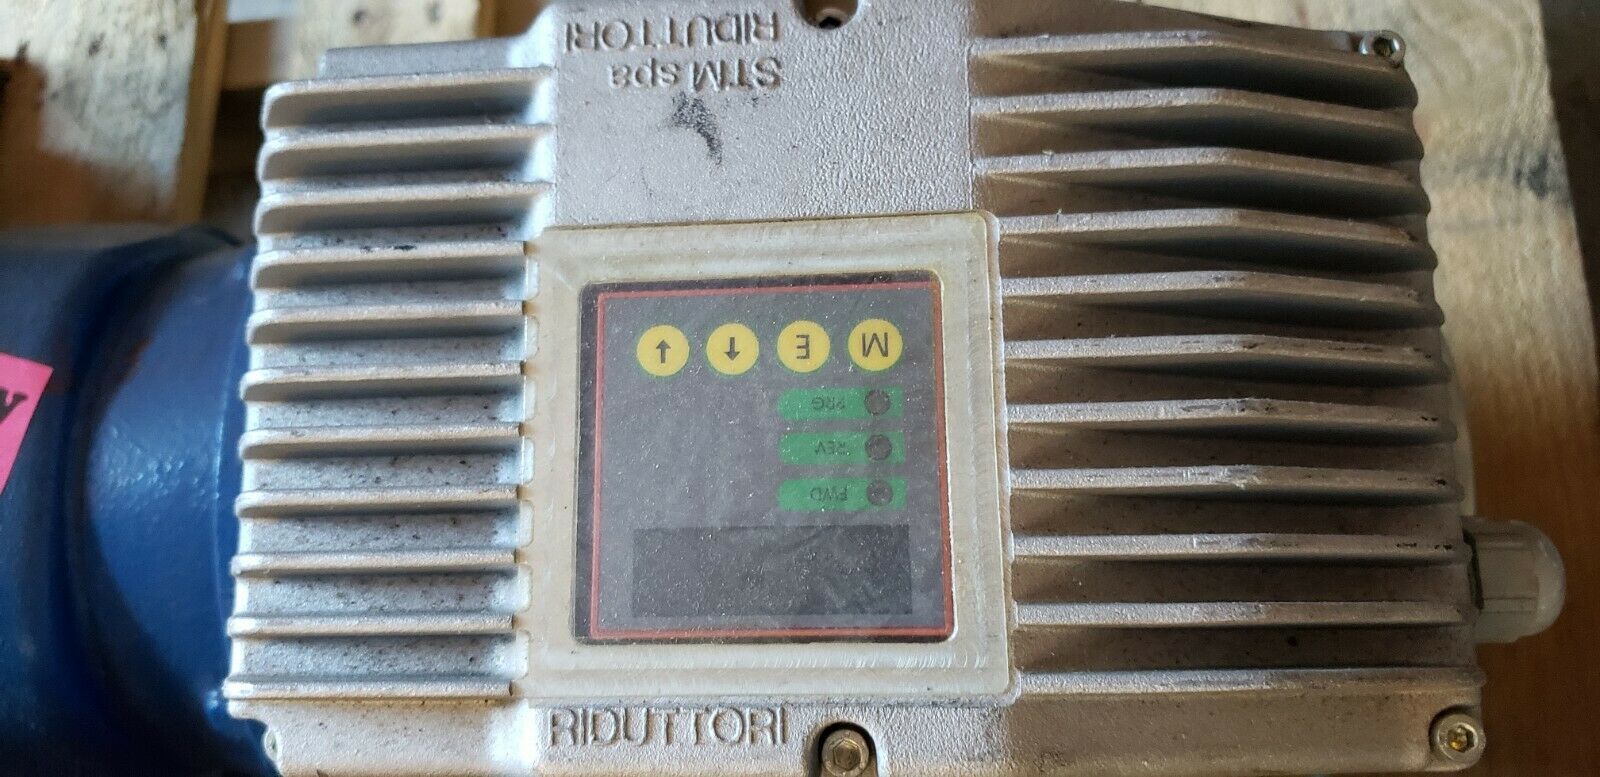 RIDUTTORI
FWD
REV
PRG
M E
STM spa
RIDUTTORI